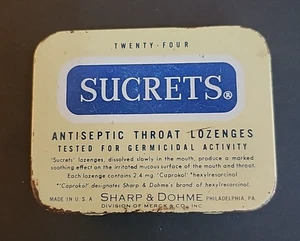 TWENTY-FOUR
SUCRETS®
ANTISEPTIC THROAT LOZENGES
TESTED FOR GERMICIDAL ACTIVITY
'Sucrets' lozenges, dissolved slowly in the mouth, produce a marked
soothing effect on the irritated mucous surface of the mouth and throat.
Each lozenge contains 2.4 mg. 'Caprokol' *hexylresorcinol.
*'Caprokol' designates Sharp & Dohme's brand of hexylresorcinol.
MADE IN U.S.A. SHARP & DOHME PHILADELPHIA, PA.
DIVISION OF MERCK & CO., INC.